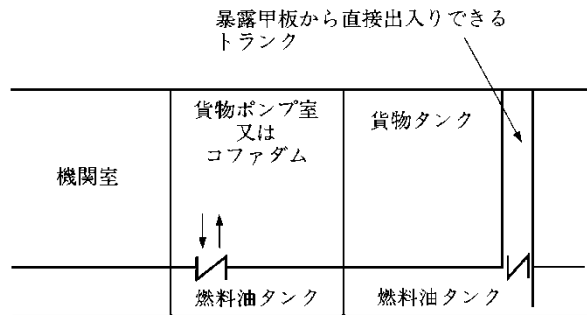 暴露甲板から直接出入りできる
トランク
貨物ポンプ室
又は
コファダム
貨物タンク
機関室
燃料油タンク
燃料油タンク